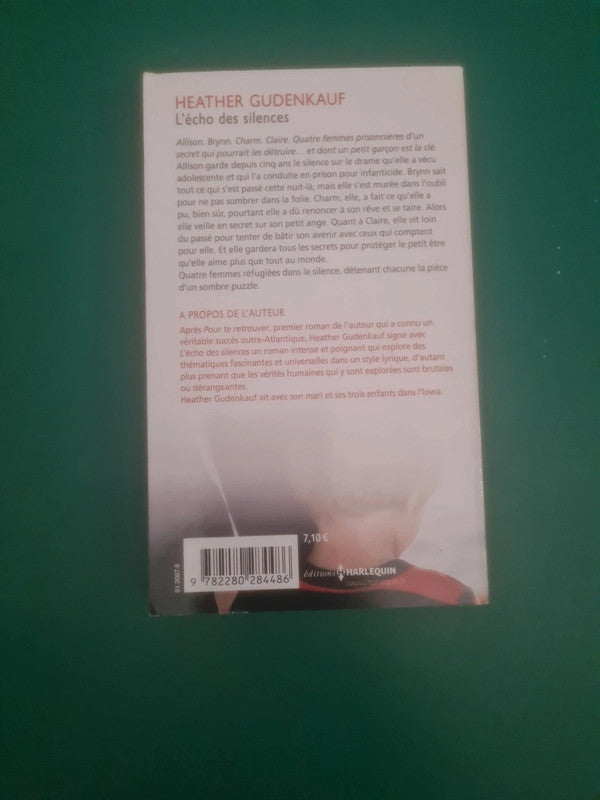 HEATHER GUDENKAUF
L'écho des silences
Allison. Brynn. Charm. Claire. Quatre femmes prisonnières d'un
secret qui pourrait les détruire... et dont un petit garçon est la clé.
Allison garde depuis cinq ans le silence sur le drame qu'elle a vécu
adolescente et qui l'a conduite en prison pour infanticide. Brynn sait
tout ce qui s'est passé cette nuit-là, mais elle s'est murée dans l'oubli
pour ne pas sombrer dans la folie. Charm, elle, a fait ce qu'elle a
pu, bien sûr, pourtant elle a dû renoncer à son rêve et se taire. Alors
elle veille en secret sur son petit ange. Quant à Claire, elle vit loin
du passé pour tenter de bâtir son avenir avec ceux qui comptent
pour elle. Et elle gardera tous les secrets pour protéger le petit être
qu'elle aime plus que tout au monde.
Quatre femmes réfugiées dans le silence, détenant chacune la pièce
d'un sombre puzzle.
A PROPOS DE L'AUTEUR
Après Pour te retrouver, premier roman de l'auteur qui a connu un
véritable succès outre-Atlantique, Heather Gudenkauf signe avec
L'écho des silences un roman intense et poignant qui explore des
thématiques fascinantes et universelles dans un style lyrique, d'autant
plus prenant que les vérités humaines qui y sont explorées sont brutales
ou dérangeantes.
Heather Gudenkauf vit avec son mari et ses trois enfants dans l'Iowa.
7,10 €
51.2087.8
9 782280 284486
éditions HARLEQUIN
www.harlequin.fr